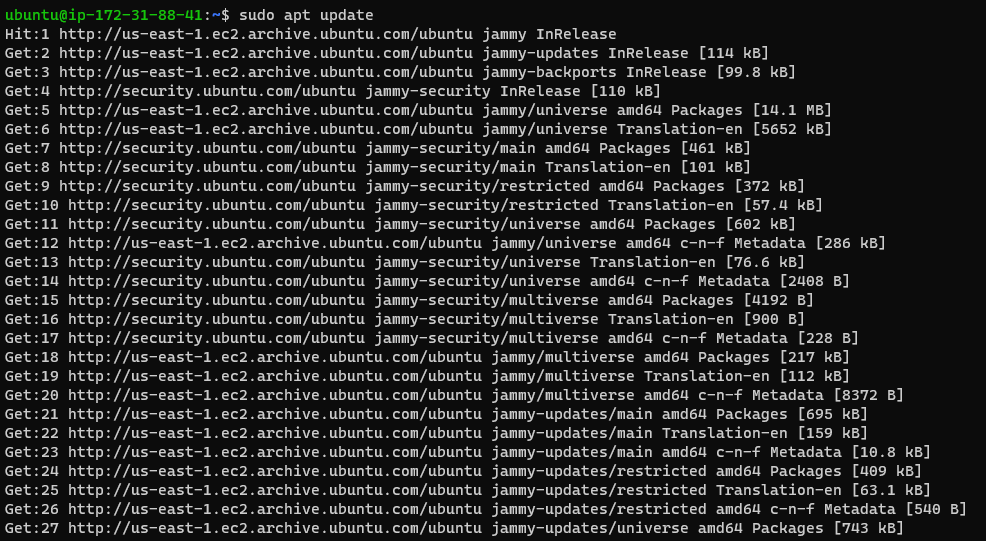 ubuntu@ip-172-31-88-41:~$ sudo apt update
Hit:1 http://us-east-1.ec2.archive.ubuntu.com/ubuntu jammy InRelease
Get:2 http://us-east-1.ec2.archive.ubuntu.com/ubuntu jammy-updates InRelease [114 kB]
Get:3 http://us-east-1.ec2.archive.ubuntu.com/ubuntu jammy-backports InRelease [99.8 kB]
Get:4 http://security.ubuntu.com/ubuntu jammy-security InRelease [110 kB]
Get:5 http://us-east-1.ec2.archive.ubuntu.com/ubuntu jammy/universe amd64 Packages [14.1 MB]
Get:6 http://us-east-1.ec2.archive.ubuntu.com/ubuntu jammy/universe Translation-en [5652 kB]
Get:7 http://security.ubuntu.com/ubuntu jammy-security/main amd64 Packages [461 kB]
Get:8 http://security.ubuntu.com/ubuntu jammy-security/main Translation-en [101 kB]
Get:9 http://security.ubuntu.com/ubuntu jammy-security/restricted amd64 Packages [372 kB]
Get:10 http://security.ubuntu.com/ubuntu jammy-security/restricted Translation-en [57.4 kB]
Get:11 http://security.ubuntu.com/ubuntu jammy-security/universe amd64 Packages [602 kB]
Get:12 http://us-east-1.ec2.archive.ubuntu.com/ubuntu jammy/universe amd64 c-n-f Metadata [286 kB]
Get:13 http://security.ubuntu.com/ubuntu jammy-security/universe Translation-en [76.6 kB]
Get:14 http://security.ubuntu.com/ubuntu jammy-security/universe amd64 c-n-f Metadata [2408 B]
Get:15 http://security.ubuntu.com/ubuntu jammy-security/multiverse amd64 Packages [4192 B]
Get:16 http://security.ubuntu.com/ubuntu jammy-security/multiverse Translation-en [900 B]
Get:17 http://security.ubuntu.com/ubuntu jammy-security/multiverse amd64 c-n-f Metadata [228 B]
Get:18 http://us-east-1.ec2.archive.ubuntu.com/ubuntu jammy/multiverse amd64 Packages [217 kB]
Get:19 http://us-east-1.ec2.archive.ubuntu.com/ubuntu jammy/multiverse Translation-en [112 kB]
Get:20 http://us-east-1.ec2.archive.ubuntu.com/ubuntu jammy/multiverse amd64 c-n-f Metadata [8372 B]
Get:21 http://us-east-1.ec2.archive.ubuntu.com/ubuntu jammy-updates/main amd64 Packages [695 kB]
Get:22 http://us-east-1.ec2.archive.ubuntu.com/ubuntu jammy-updates/main Translation-en [159 kB]
Get:23 http://us-east-1.ec2.archive.ubuntu.com/ubuntu jammy-updates/main amd64 c-n-f Metadata [10.8 kB]
Get:24 http://us-east-1.ec2.archive.ubuntu.com/ubuntu jammy-updates/restricted amd64 Packages [409 kB]
Get:25 http://us-east-1.ec2.archive.ubuntu.com/ubuntu jammy-updates/restricted Translation-en [63.1 kB]
Get:26 http://us-east-1.ec2.archive.ubuntu.com/ubuntu jammy-updates/restricted amd64 c-n-f Metadata [540 B]
Get:27 http://us-east-1.ec2.archive.ubuntu.com/ubuntu jammy-updates/universe amd64 Packages [743 kB]